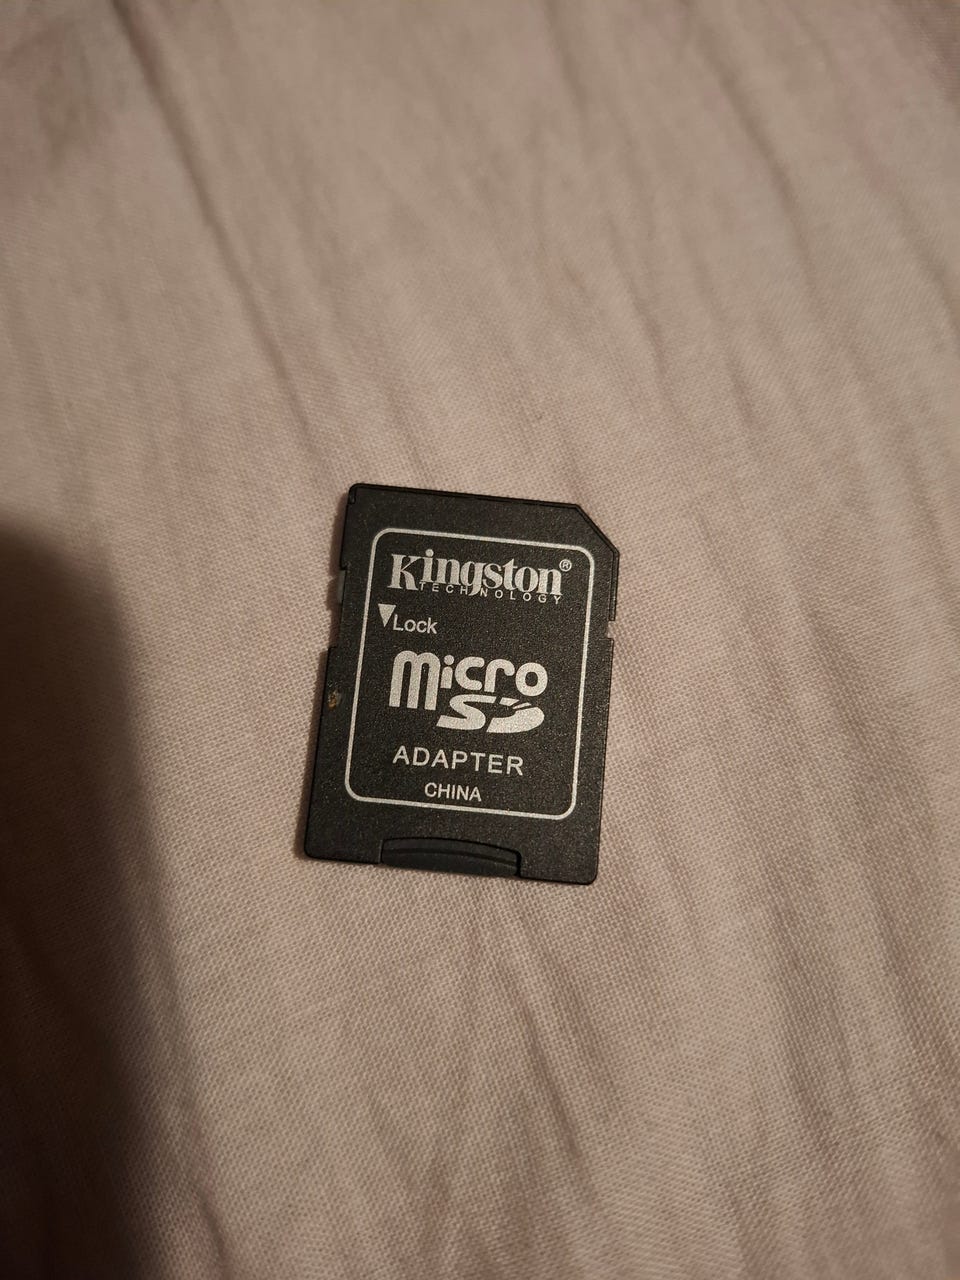 Kingston®
TECHNOLOGY
▼Lock
micro
SD
ADAPTER
CHINA